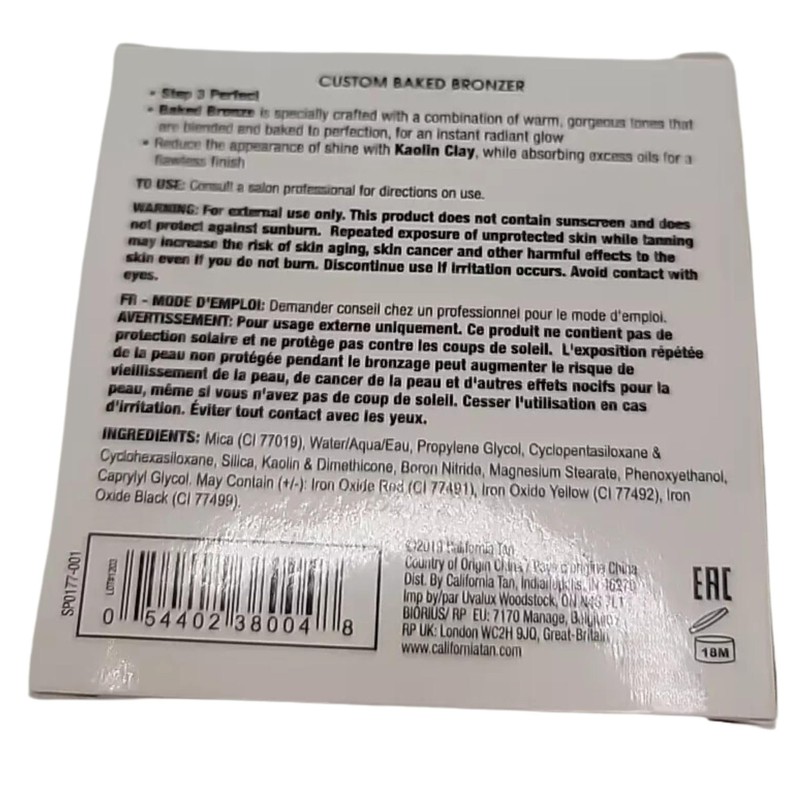 CUSTOM BAKED BRONZER
• Step 3 Perfect
• Baked Bronze is specially crafted with a combination of warm, gorgeous tones that
are blended and baked to perfection, for an instant radiant glow
• Reduce the appearance of shine with Kaolin Clay, while absorbing excess oils for a
flawless finish
TO USE: Consult a salon professional for directions on use.
WARNING: For external use only. This product does not contain sunscreen and does
not protect against sunburn. Repeated exposure of unprotected skin while tanning
may increase the risk of skin aging, skin cancer and other harmful effects to the
skin even if you do not burn. Discontinue use if irritation occurs. Avoid contact with
eyes.
FR - MODE D'EMPLOI: Demander conseil chez un professionnel pour le mode d'emploi.
AVERTISSEMENT: Pour usage externe uniquement. Ce produit ne contient pas de
protection solaire et ne protège pas contre les coups de soleil. L'exposition répétée
de la peau non protégée pendant le bronzage peut augmenter le risque de
vieillissement de la peau, de cancer de la peau et d'autres effets nocifs pour la
peau, même si vous n'avez pas de coup de soleil. Cesser l'utilisation en cas
d'irritation. Éviter tout contact avec les yeux.
INGREDIENTS: Mica (CI 77019), Water/Aqua/Eau, Propylene Glycol, Cyclopentasiloxane &
Cyclohexasiloxane, Silica, Kaolin & Dimethicone, Boron Nitride, Magnesium Stearate, Phenoxyethanol,
Caprylyl Glycol. May Contain (+/-): Iron Oxide Red (CI 77491), Iron Oxide Yellow (CI 77492), Iron
Oxide Black (CI 77499).
SP0177-001
0 54402 38004 8
©2019 California Tan
Country of Origin China / Pays d'origine China
Dist. By California Tan, Indianapolis, IN
Imp by/par Uvalux Woodstock, ON
BIORIUS/ RP EU: 7170 Manage, Belgium
RP UK: London WC2H 9JQ, Great-Britain
www.californiatan.com
EAC
18M